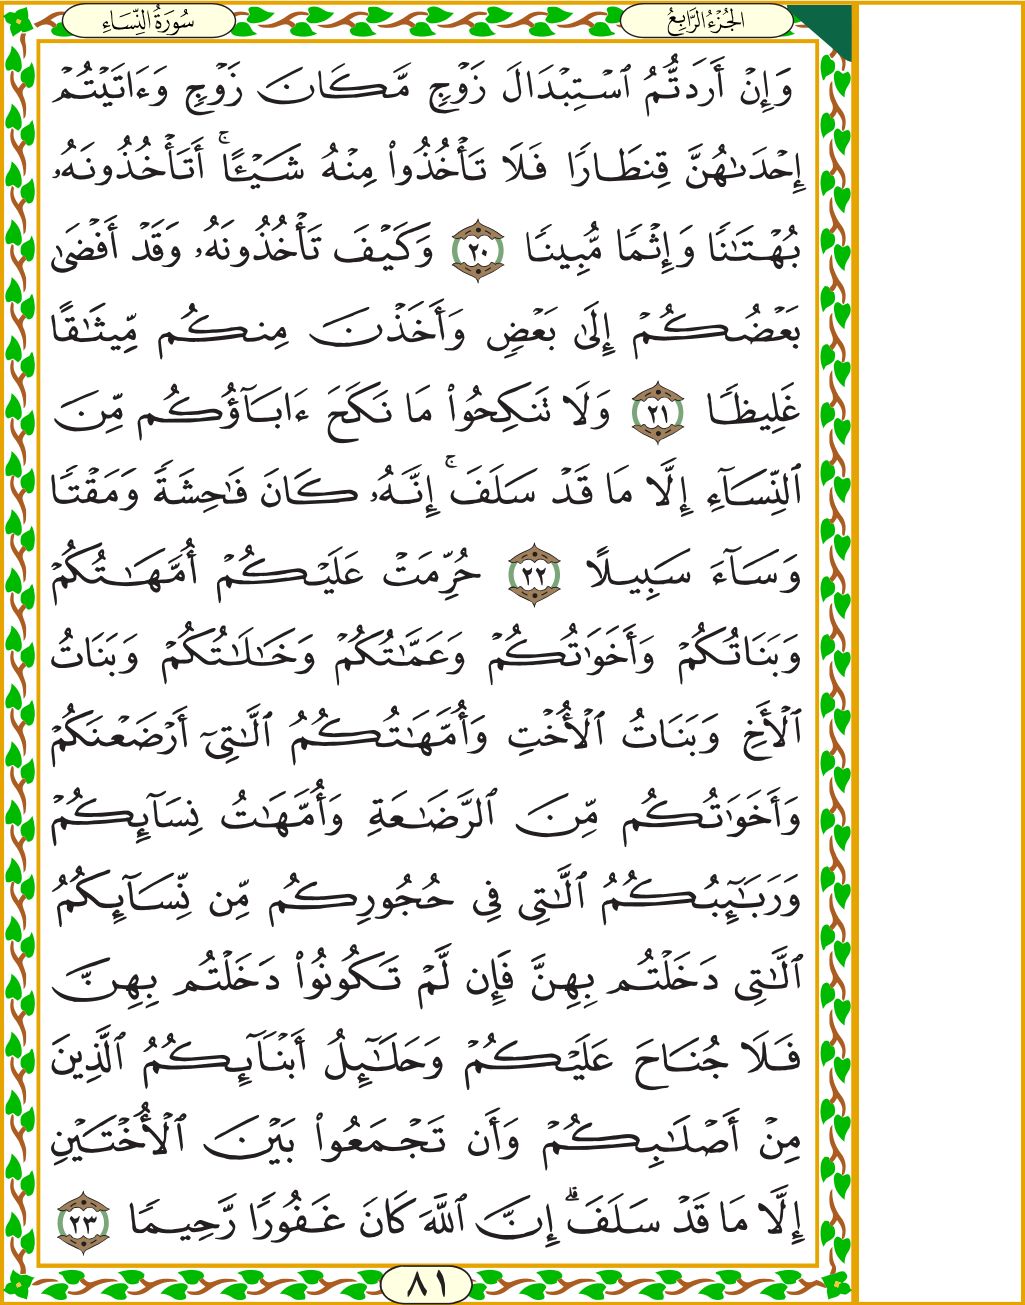 الجُزْءُ الرَّابِعُ
سُورَةُ النِّسَاءِ
وَإِنْ أَرَدتُّمُ ٱسْتِبْدَالَ زَوْجٍ مَّكَانَ زَوْجٍ وَءَاتَيْتُمْ
إِحْدَىٰهُنَّ قِنطَارًا فَلَا تَأْخُذُوا۟ مِنْهُ شَيْـًٔا ۚ أَتَأْخُذُونَهُۥ
بُهْتَـٰنًا وَإِثْمًا مُّبِينًا ٢٠ وَكَيْفَ تَأْخُذُونَهُۥ وَقَدْ أَفْضَىٰ
بَعْضُكُمْ إِلَىٰ بَعْضٍ وَأَخَذْنَ مِنكُم مِّيثَـٰقًا
غَلِيظًا ٢١ وَلَا تَنكِحُوا۟ مَا نَكَحَ ءَابَآؤُكُم مِّنَ
ٱلنِّسَآءِ إِلَّا مَا قَدْ سَلَفَ ۚ إِنَّهُۥ كَانَ فَـٰحِشَةً وَمَقْتًا
وَسَآءَ سَبِيلًا ٢٢ حُرِّمَتْ عَلَيْكُمْ أُمَّهَـٰتُكُمْ
وَبَنَاتُكُمْ وَأَخَوَٰتُكُمْ وَعَمَّـٰتُكُمْ وَخَـٰلَـٰتُكُمْ وَبَنَاتُ
ٱلْأَخِ وَبَنَاتُ ٱلْأُخْتِ وَأُمَّهَـٰتُكُمُ ٱلَّـٰتِىٓ أَرْضَعْنَكُمْ
وَأَخَوَٰتُكُم مِّنَ ٱلرَّضَـٰعَةِ وَأُمَّهَـٰتُ نِسَآئِكُمْ
وَرَبَـٰٓئِبُكُمُ ٱلَّـٰتِى فِى حُجُورِكُم مِّن نِّسَآئِكُمُ
ٱلَّـٰتِى دَخَلْتُم بِهِنَّ فَإِن لَّمْ تَكُونُوا۟ دَخَلْتُم بِهِنَّ
فَلَا جُنَاحَ عَلَيْكُمْ وَحَلَـٰٓئِلُ أَبْنَآئِكُمُ ٱلَّذِينَ
مِنْ أَصْلَـٰبِكُمْ وَأَن تَجْمَعُوا۟ بَيْنَ ٱلْأُخْتَيْنِ
إِلَّا مَا قَدْ سَلَفَ ۗ إِنَّ ٱللَّهَ كَانَ غَفُورًا رَّحِيمًا ٢٣
٨١